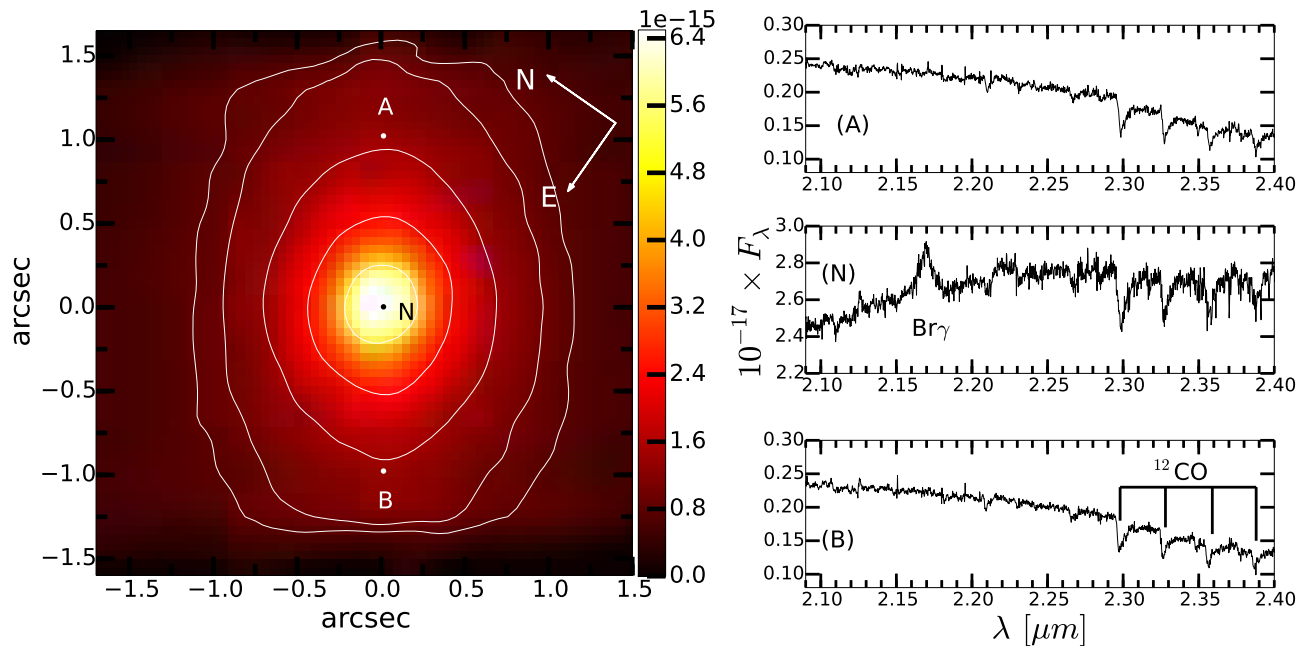 1e−15
1.5
1.0
0.5
0.0
−0.5
−1.0
−1.5
arcsec
−1.5 −1.0 −0.5 0.0 0.5 1.0 1.5
arcsec
A
N
B
N
E
6.4
5.6
4.8
4.0
3.2
2.4
1.6
0.8
0.0
0.30
0.25
0.20
0.15
0.10
(A)
2.10 2.15 2.20 2.25 2.30 2.35 2.40
3.0
2.8
2.6
2.4
2.2
(N)
Brγ
2.10 2.15 2.20 2.25 2.30 2.35 2.40
10⁻¹⁷ × F_λ
0.30
0.25
0.20
0.15
0.10
(B)
¹²CO
2.10 2.15 2.20 2.25 2.30 2.35 2.40
λ [μm]